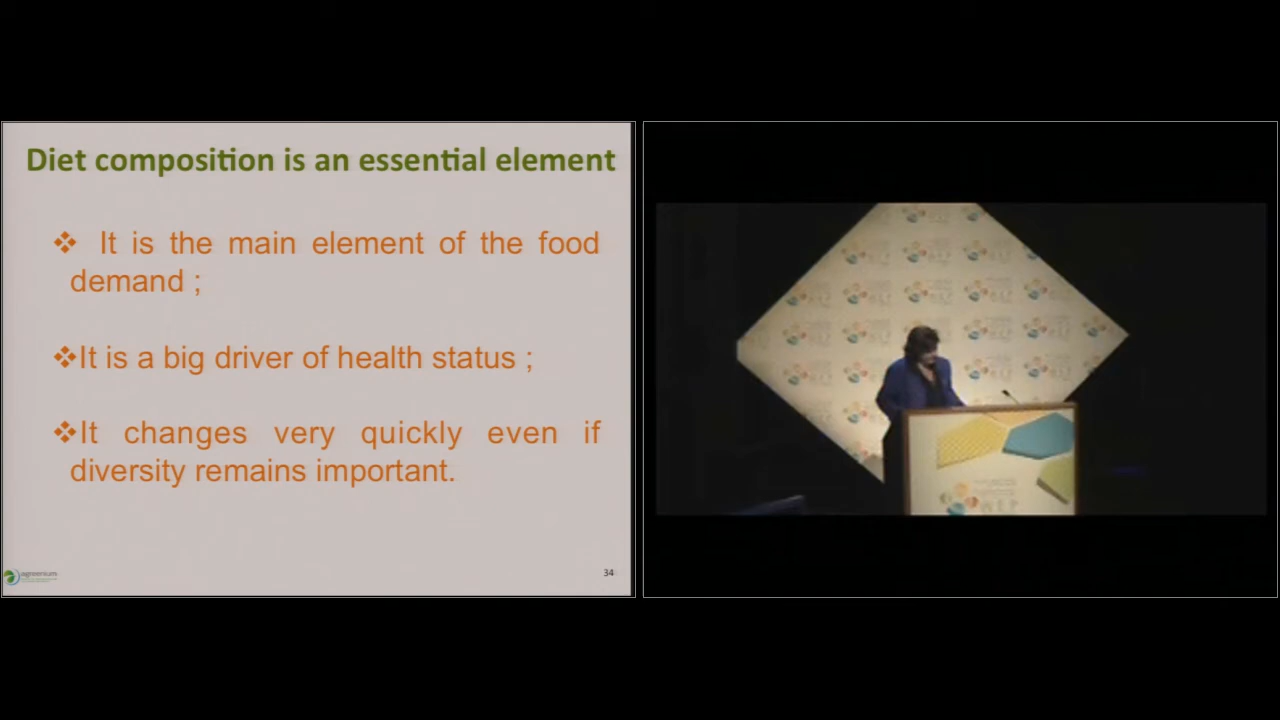 Diet composition is an essential element
❖ It is the main element of the food
demand ;
❖It is a big driver of health status ;
❖It changes very quickly even if
diversity remains important.
agreenium
34